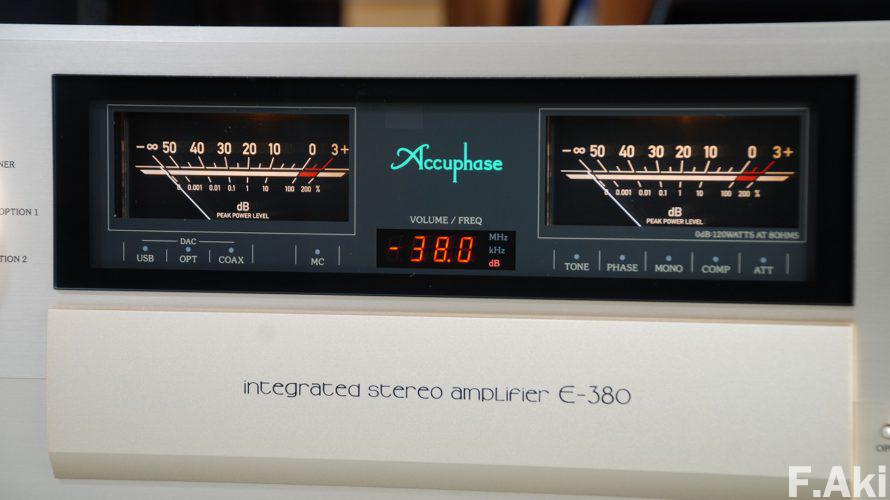 NER
OPTION 1
TION 2
-∞ 50 40 30 20 10 0 3+
0 0.001 0.01 0.1 1 10 100 200 %
dB
PEAK POWER LEVEL
DAC
USB OPT COAX MC
Accuphase
VOLUME / FREQ
-38.0
MHz
kHz
dB
-∞ 50 40 30 20 10 0 3+
0 0.001 0.01 0.1 1 10 100 200 %
dB
PEAK POWER LEVEL
0dB:120WATTS AT 8OHMS
TONE PHASE MONO COMP ATT
integrated stereo amplifier E-380
OP
F.Aki